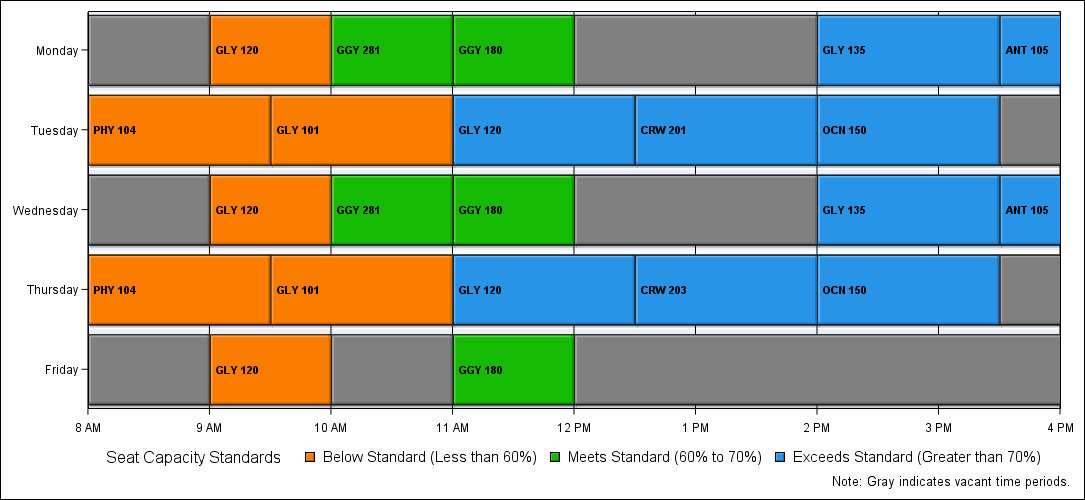 Monday GLY 120 GGY 281 GGY 180 GLY 135 ANT 105
Tuesday PHY 104 GLY 101 GLY 120 CRW 201 OCN 150
Wednesday GLY 120 GGY 281 GGY 180 GLY 135 ANT 105
Thursday PHY 104 GLY 101 GLY 120 CRW 203 OCN 150
Friday GLY 120 GGY 180
8 AM 9 AM 10 AM 11 AM 12 PM 1 PM 2 PM 3 PM 4 PM
Seat Capacity Standards Below Standard (Less than 60%) Meets Standard (60% to 70%) Exceeds Standard (Greater than 70%)
Note: Gray indicates vacant time periods.